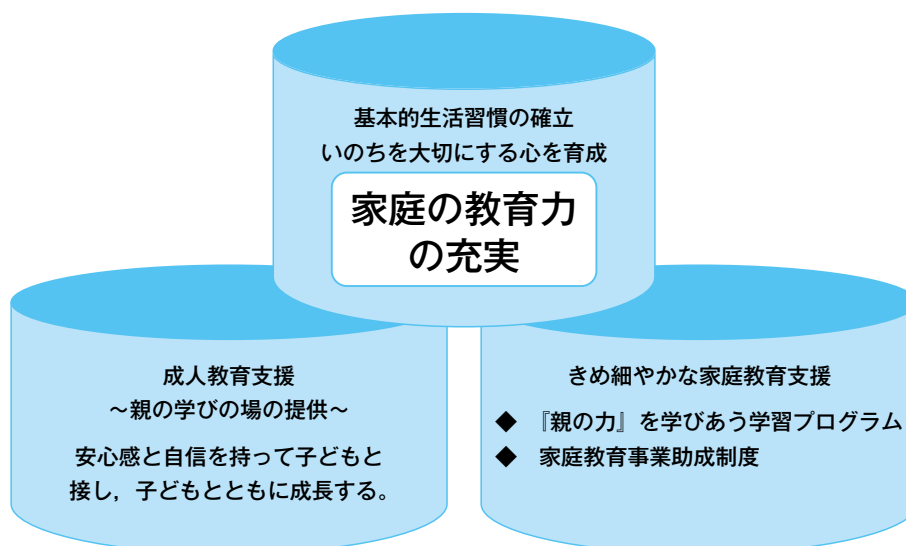 基本的生活習慣の確立
いのちを大切にする心を育成
家庭の教育力
の充実
成人教育支援
～親の学びの場の提供～
安心感と自信を持って子どもと
接し，子どもとともに成長する。
きめ細やかな家庭教育支援
◆ 『親の力』を学びあう学習プログラム
◆ 家庭教育事業助成制度